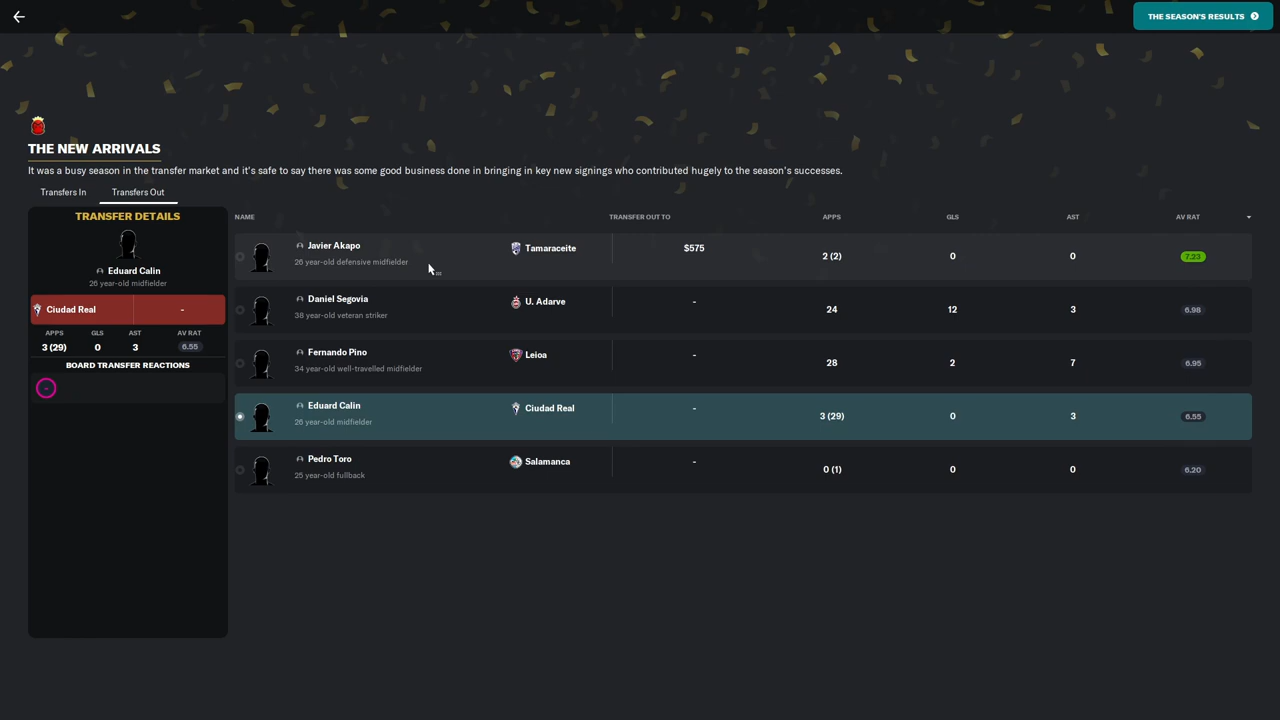 THE SEASON'S RESULTS
THE NEW ARRIVALS
It was a busy season in the transfer market and it's safe to say there was some good business done in bringing in key new signings who contributed hugely to the season's successes.
Transfers In Transfers Out
TRANSFER DETAILS
Eduard Calin
26 year-old midfielder
Ciudad Real -
APPS GLS AST AV RAT
3 (29) 0 3 6.55
BOARD TRANSFER REACTIONS
-
NAME TRANSFER OUT TO APPS GLS AST AV RAT
Javier Akapo Tamaraceite $575 2 (2) 0 0 7.23
26 year-old defensive midfielder
Daniel Segovia U. Adarve - 24 12 3 6.98
38 year-old veteran striker
Fernando Pino Leioa - 28 2 7 6.95
34 year-old well-travelled midfielder
Eduard Calin Ciudad Real - 3 (29) 0 3 6.55
26 year-old midfielder
Pedro Toro Salamanca - 0 (1) 0 0 6.20
25 year-old fullback